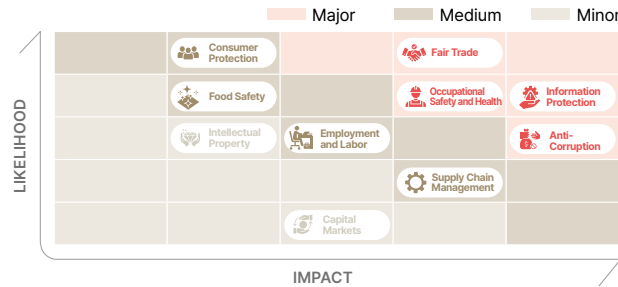 Major Medium Minor
Consumer
Protection
Fair Trade
Food Safety
Occupational
Safety and Health
Information
Protection
Intellectual
Property
Employment
and Labor
Anti-
Corruption
Supply Chain
Management
Capital
Markets
LIKELIHOOD
IMPACT